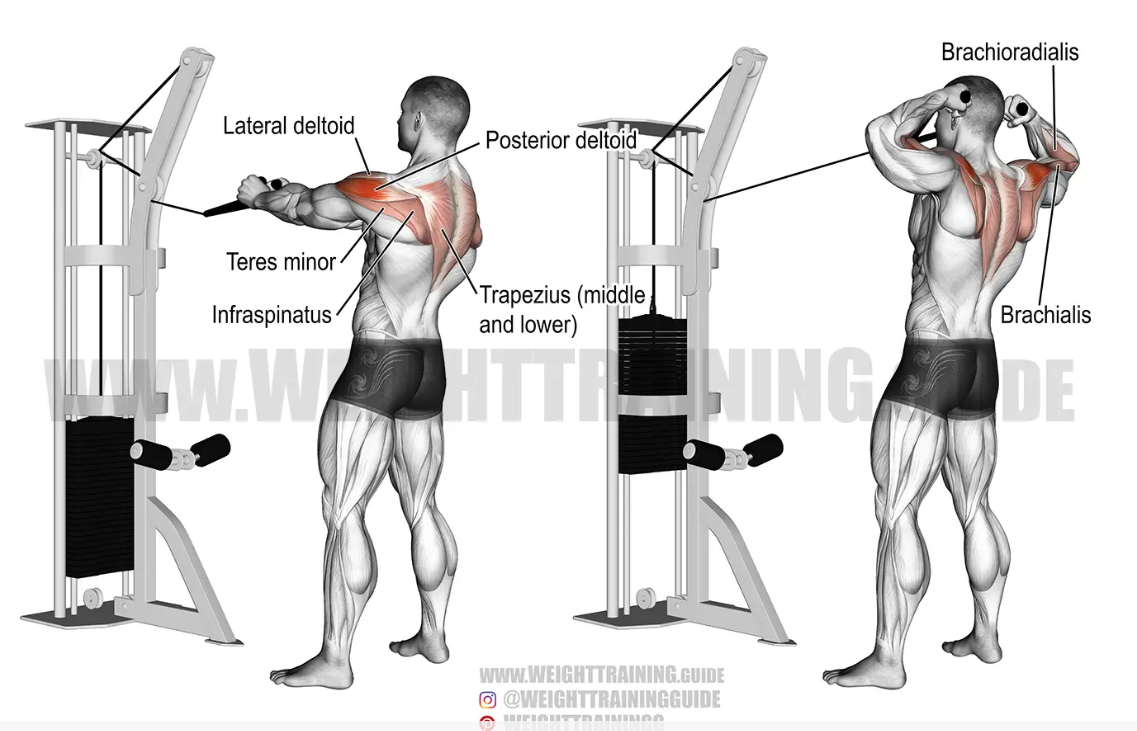 Brachioradialis
Lateral deltoid
Posterior deltoid
Teres minor
Infraspinatus
Trapezius (middle
and lower)
Brachialis
WWW.WEIGHTTRAINING.GUIDE
WWW.WEIGHTTRAINING.GUIDE
@WEIGHTTRAININGGUIDE
WEIGHTTRAININGG